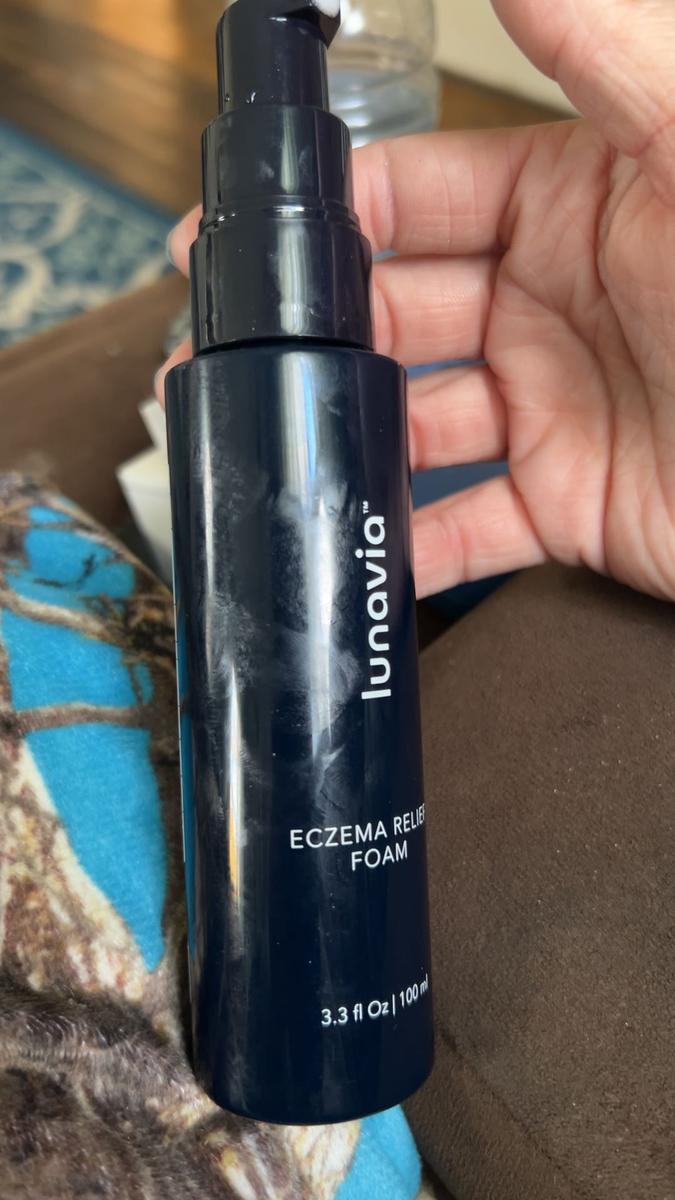 lunavia™
ECZEMA RELIEF
FOAM
3.3 fl Oz | 100 ml